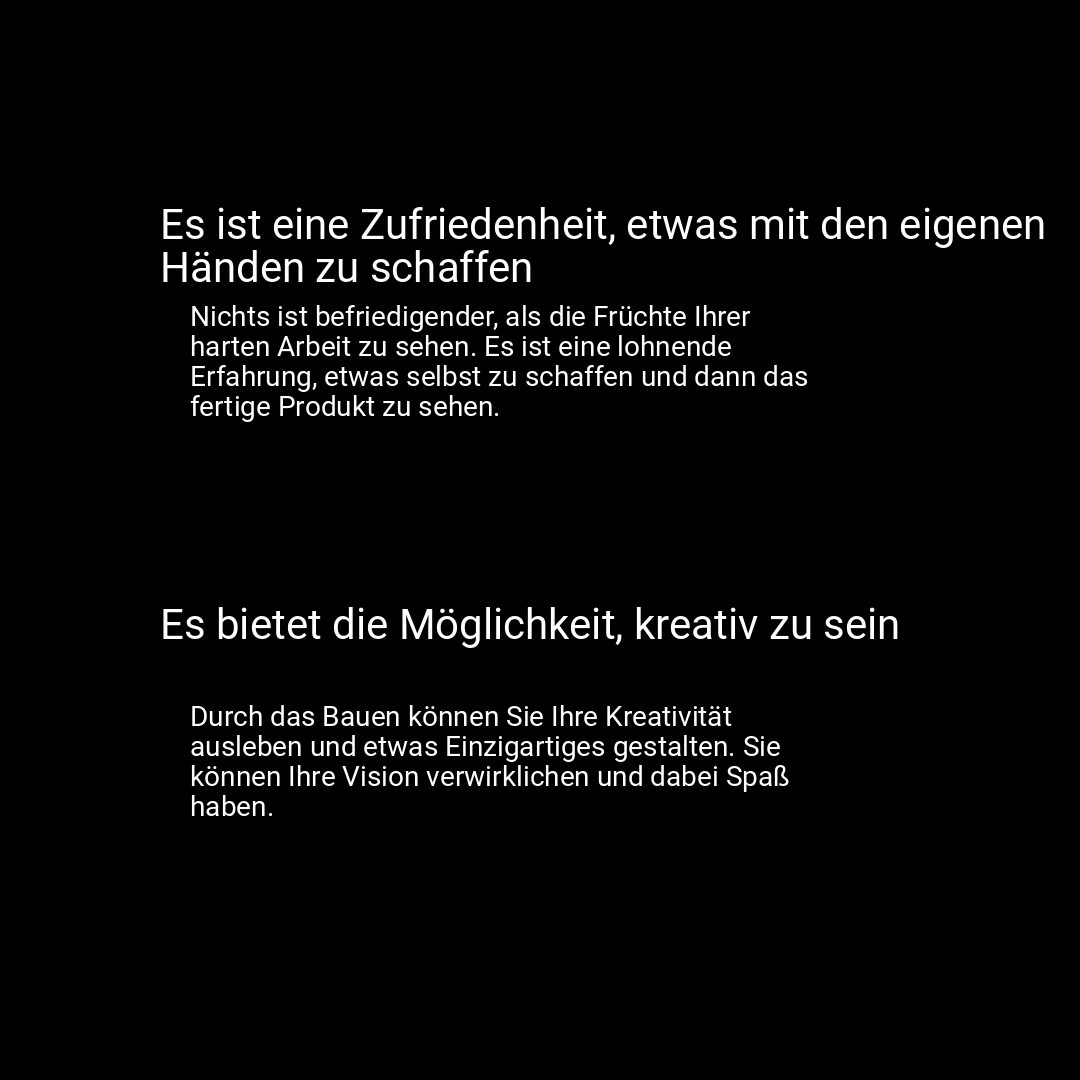 Es ist eine Zufriedenheit, etwas mit den eigenen
Händen zu schaffen
Nichts ist befriedigender, als die Früchte Ihrer
harten Arbeit zu sehen. Es ist eine lohnende
Erfahrung, etwas selbst zu schaffen und dann das
fertige Produkt zu sehen.
Es bietet die Möglichkeit, kreativ zu sein
Durch das Bauen können Sie Ihre Kreativität
ausleben und etwas Einzigartiges gestalten. Sie
können Ihre Vision verwirklichen und dabei Spaß
haben.